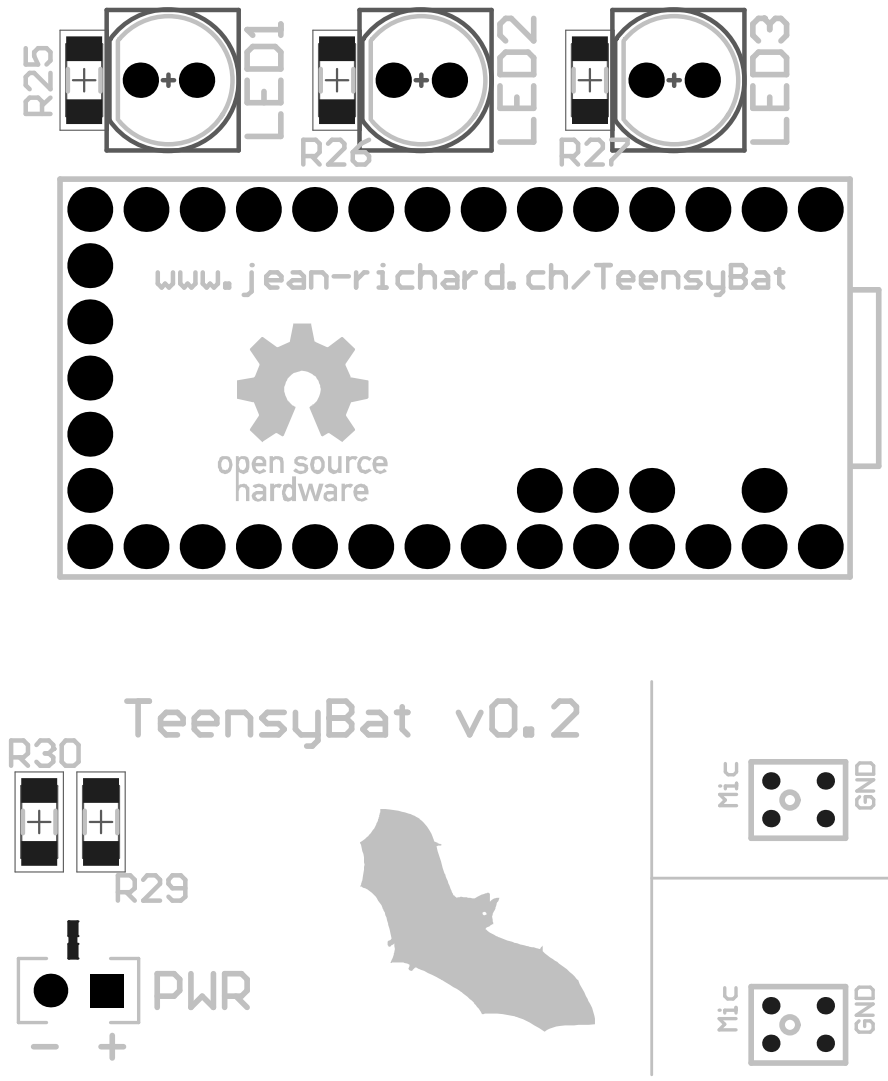 R25
LED1
LED2
LED3
R26
R27
www.jean-richard.ch/TeensyBat
open source
hardware
TeensyBat v0.2
R30
R29
Mic
GND
PWR
- +
Mic
GND